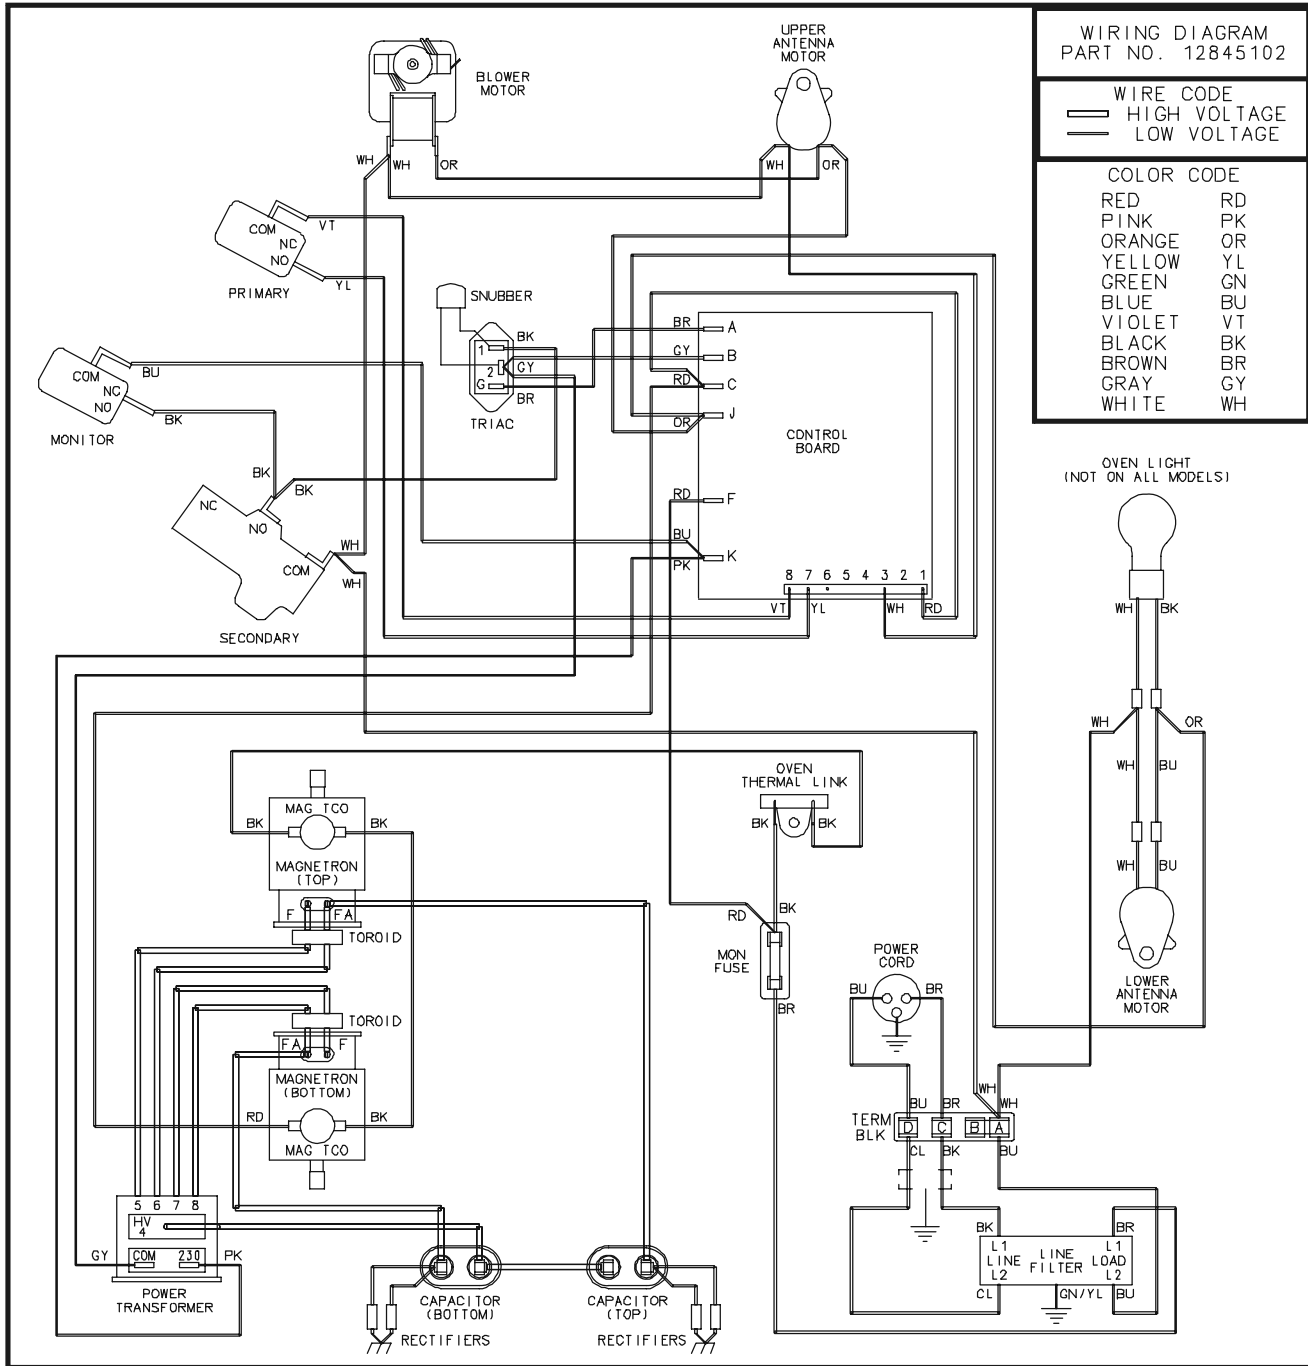 WIRING DIAGRAM
PART NO. 12845102
WIRE CODE
HIGH VOLTAGE
LOW VOLTAGE
COLOR CODE
RED RD
PINK PK
ORANGE OR
YELLOW YL
GREEN GN
BLUE BU
VIOLET VT
BLACK BK
BROWN BR
GRAY GY
WHITE WH
BLOWER
MOTOR
WH
WH
OR
UPPER
ANTENNA
MOTOR
WH
OR
COM
NC
NO
VT
YL
PRIMARY
SNUBBER
1
2
G
BK
GY
BR
TRIAC
COM
NC
NO
BU
BK
MONITOR
BK
BK
NC
NO
COM
WH
WH
SECONDARY
BR A
GY B
RD C
OR J
RD F
BU
PK
K
CONTROL
BOARD
8 7 6 5 4 3 2 1
VT YL WH RD
OVEN LIGHT
(NOT ON ALL MODELS)
WH BK
WH OR
WH BU
WH BU
LOWER
ANTENNA
MOTOR
OVEN
THERMAL LINK
BK BK
MAG TCO
BK BK
MAGNETRON
(TOP)
F FA
TOROID
TOROID
FA F
MAGNETRON
(BOTTOM)
RD BK
MAG TCO
RD BK
MON
FUSE
BR
POWER
CORD
BU BR
WH
BU BR WH
TERM
BLK
D C B A
CL BK BU
BK BR
L1 L1
LINE LINE LOAD
FILTER
L2 L2
CL GN/YL BU
5 6 7 8
HV
4
GY COM 230 PK
POWER
TRANSFORMER
CAPACITOR
(BOTTOM)
CAPACITOR
(TOP)
RECTIFIERS
RECTIFIERS